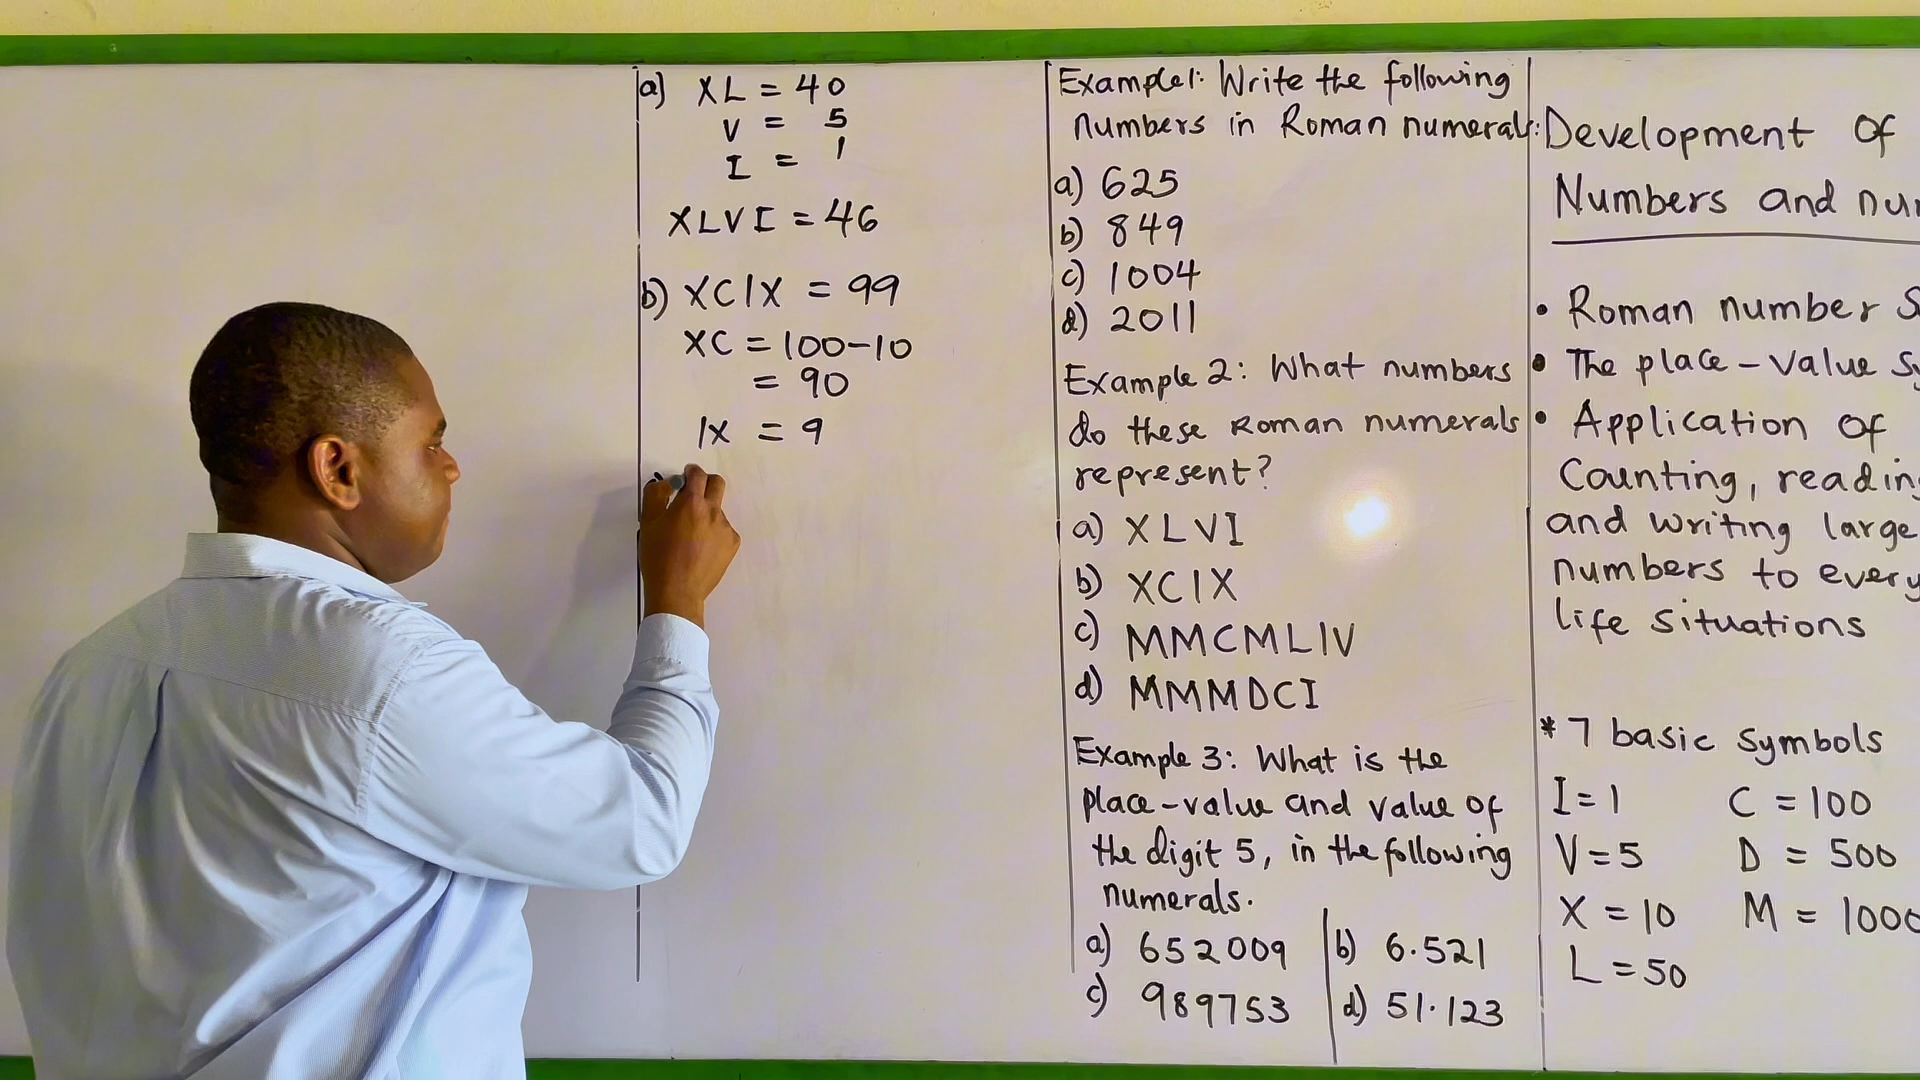 a) XL = 40
V = 5
I = 1
XLVI = 46
b) XCIX = 99
XC = 100-10
= 90
IX = 9
Example1: Write the following
numbers in Roman numerals:
a) 625
b) 849
c) 1004
d) 2011
Example 2: What numbers
do these Roman numerals
represent?
a) XLVI
b) XCIX
c) MMCMLIV
d) MMMDCI
Example 3: What is the
place-value and value of
the digit 5, in the following
numerals.
a) 652009 b) 6.521
c) 989753 d) 51.123
Development Of
Numbers and
• Roman number
• The place-value
• Application of
Counting, reading
and writing large
numbers to every
life situations
* 7 basic symbols
I = 1 C = 100
V = 5 D = 500
X = 10 M = 1000
L = 50